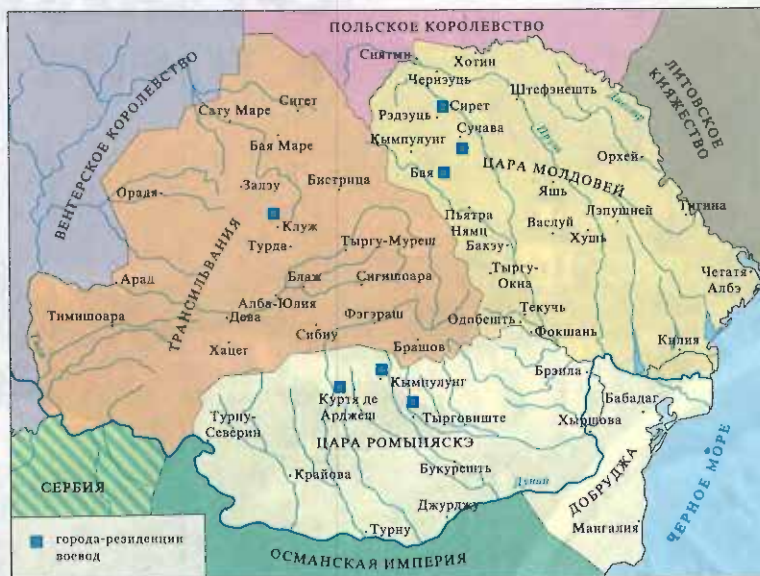 ПОЛЬСКОЕ КОРОЛЕВСТВО
ВЕНГЕРСКОЕ КОРОЛЕВСТВО
ЛИТОВСКОЕ
КНЯЖЕСТВО
Снятин
Хотин
Чернэуць
Штефэнешть
Днестр
Сату Маре
Сигет
Рэдэуць
Сирет
Сучава
Прут
Кымпулунг
Бая Маре
Бая
ЦАРА МОЛДОВЕЙ
Орхей
Орадя
Залэу
Бистрица
Яшь
Лэпушней
Тигина
Клуж
Пьятра
Нямц
Васлуй
Хушь
Турда
Тыргу-Муреш
Бакэу
ТРАНСИЛЬВАНИЯ
Арад
Блаж
Сигишоара
Тыргу-
Окна
Четатя-
Албэ
Тимишоара
Алба-Юлия
Дева
Фэгэраш
Одобешть
Текучь
Фокшань
Хацег
Сибиу
Брашов
Килия
Брэила
Кымпулунг
Куртя де
Арджеш
Бабадаг
Турну-
Северин
Тырговиште
Хыршова
ЦАРА РОМЫНЯСКЭ
Букурешть
Крайова
Дунай
ДОБРУДЖА
ЧЕРНОЕ МОРЕ
СЕРБИЯ
Джурджу
Мангалия
Турну
города-резиденции
воевод
ОСМАНСКАЯ ИМПЕРИЯ